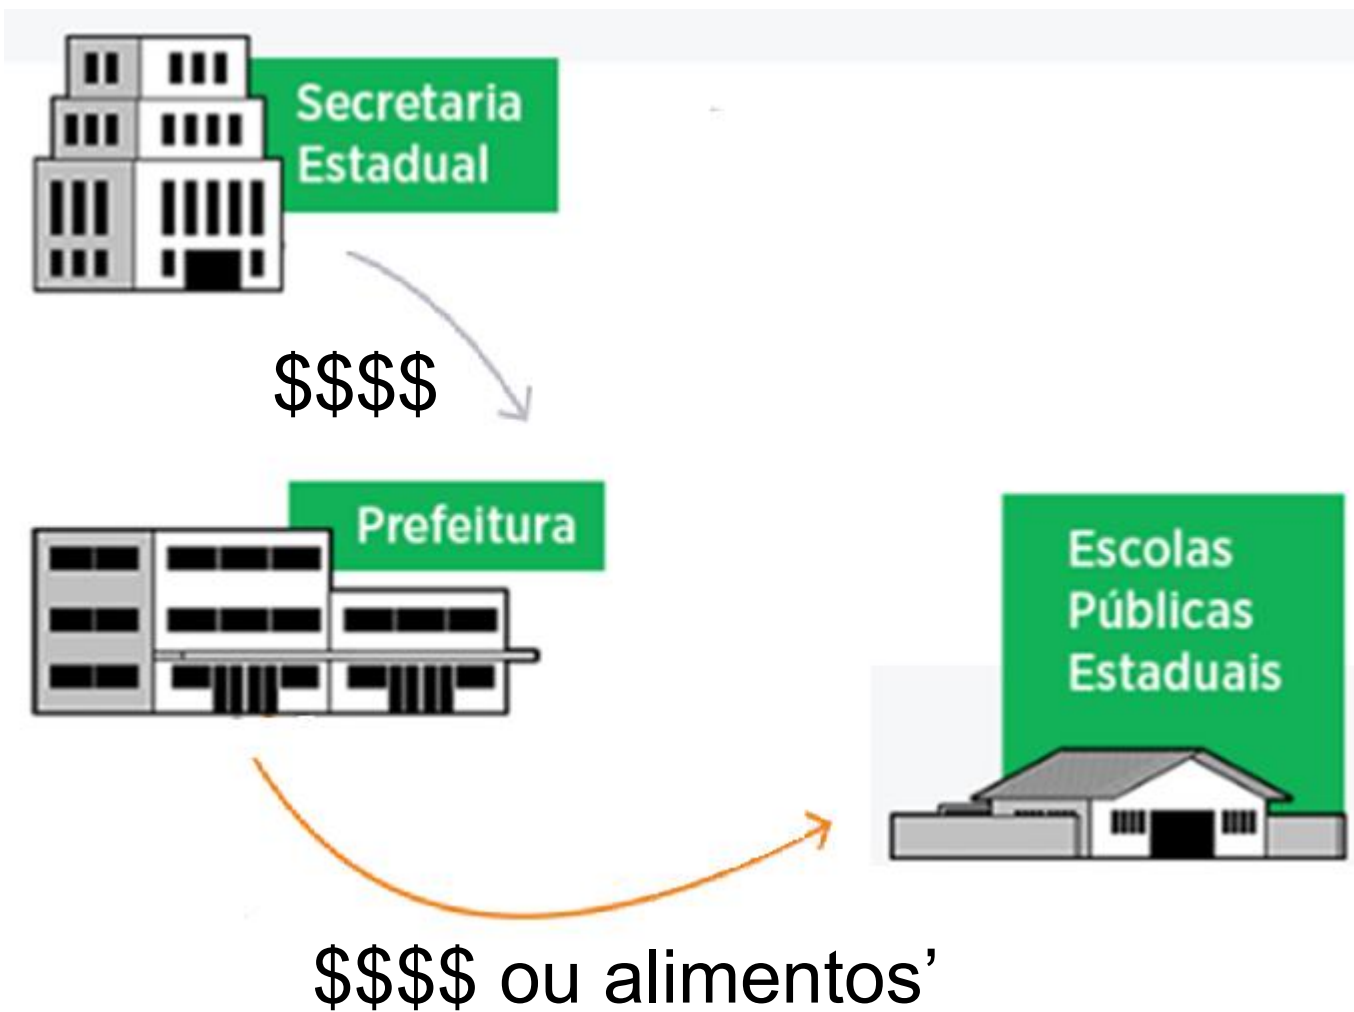 Secretaria
Estadual
$$$$
Prefeitura
Escolas
Públicas
Estaduais
$$$$ ou alimentos’